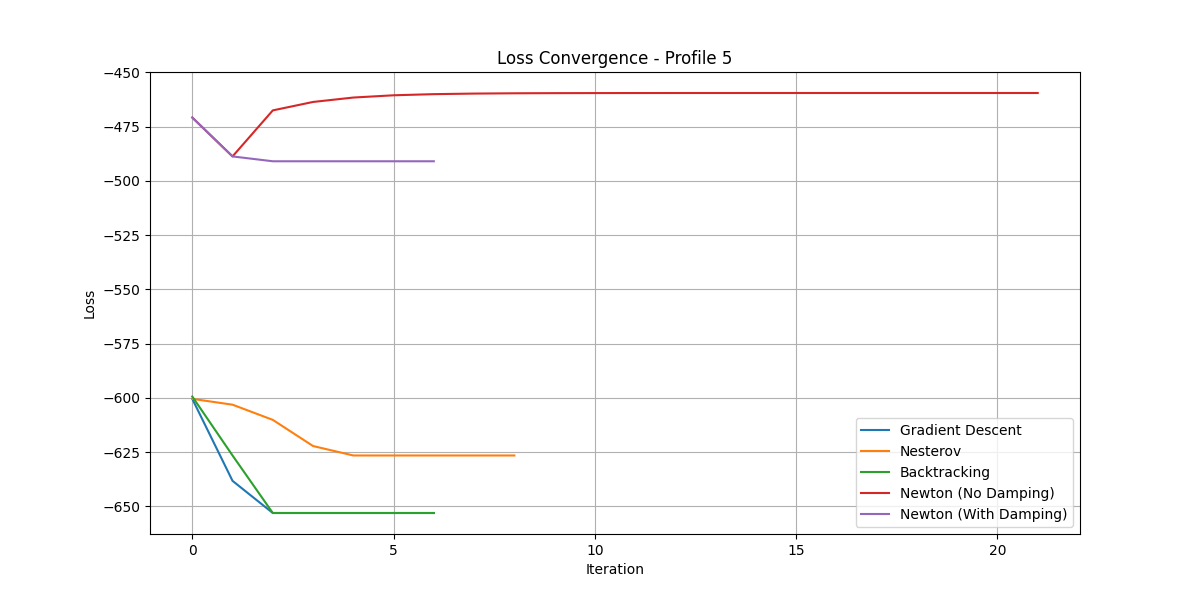 Loss Convergence - Profile 5
Loss
−450
−475
−500
−525
−550
−575
−600
−625
−650
0
5
10
15
20
Iteration
Gradient Descent
Nesterov
Backtracking
Newton (No Damping)
Newton (With Damping)